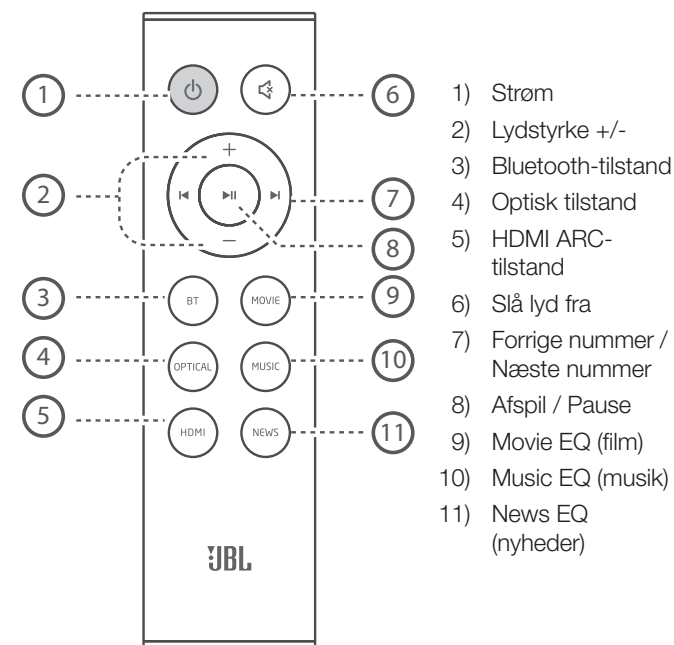 1
6
2
7
8
3
BT
MOVIE
9
4
OPTICAL
MUSIC
10
5
HDMI
NEWS
11
JBL
1) Strøm
2) Lydstyrke +/-
3) Bluetooth-tilstand
4) Optisk tilstand
5) HDMI ARC-
tilstand
6) Slå lyd fra
7) Forrige nummer /
Næste nummer
8) Afspil / Pause
9) Movie EQ (film)
10) Music EQ (musik)
11) News EQ
(nyheder)